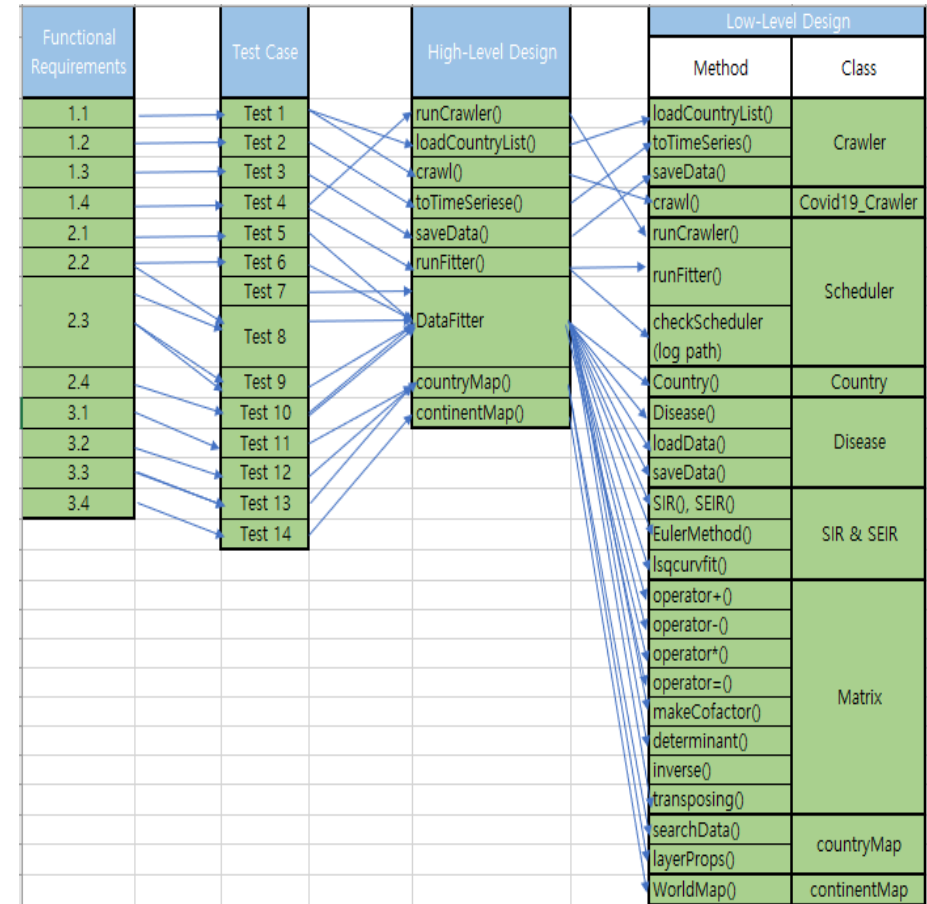 Functional Requirements
Test Case
High-Level Design
Low-Level Design
Method
Class
1.1
Test 1
runCrawler()
loadCountryList()
Crawler
1.2
Test 2
loadCountryList()
toTimeSeries()
1.3
Test 3
crawl()
saveData()
1.4
Test 4
toTimeSeriese()
crawl()
Covid19_Crawler
2.1
Test 5
saveData()
runCrawler()
Scheduler
2.2
Test 6
runFitter()
runFitter()
2.3
Test 7
DataFitter
Test 8
checkScheduler
(log path)
2.4
Test 9
countryMap()
Country()
Country
3.1
Test 10
continentMap()
Disease()
Disease
3.2
Test 11
loadData()
3.3
Test 12
saveData()
3.4
Test 13
SIR(), SEIR()
SIR & SEIR
Test 14
EulerMethod()
lsqcurvfit()
operator+()
Matrix
operator-()
operator*()
operator=()
makeCofactor()
determinant()
inverse()
transposing()
searchData()
countryMap
layerProps()
WorldMap()
continentMap